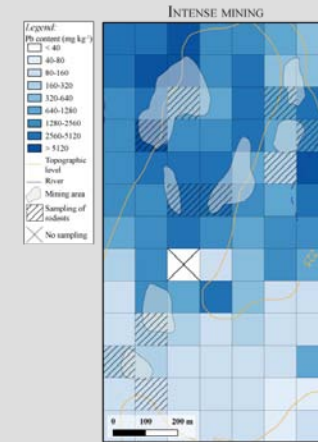 INTENSE MINING
Legend:
Pb content (mg kg⁻¹)
< 40
40-80
80-160
160-320
320-640
640-1280
1280-2560
2560-5120
> 5120
Topographic
level
River
Mining area
Sampling of
rodents
No sampling
0 100 200 m